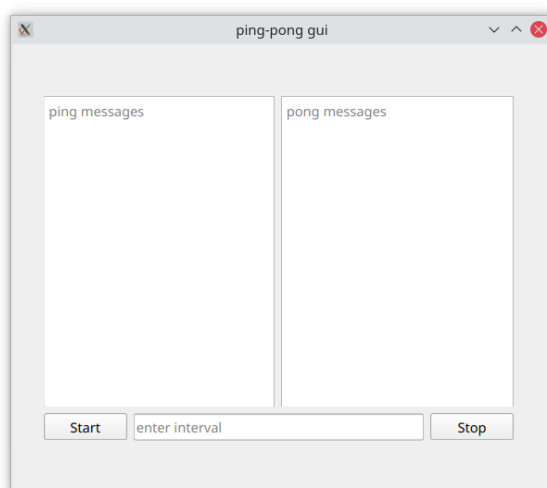 ping-pong gui
ping messages
pong messages
Start
enter interval
Stop